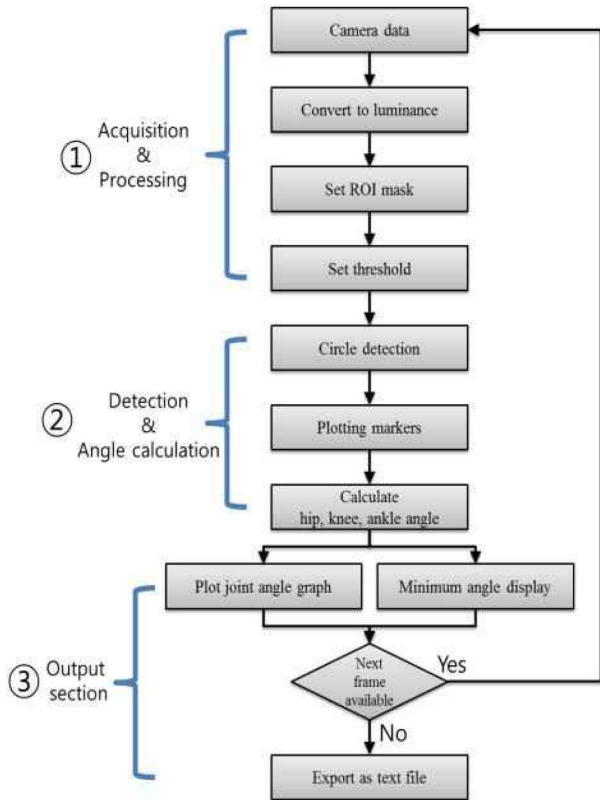 Camera data
Convert to luminance
① Acquisition
&
Processing
Set ROI mask
Set threshold
Circle detection
② Detection
&
Angle calculation
Plotting markers
Calculate
hip, knee, ankle angle
Plot joint angle graph
Minimum angle display
③ Output
section
Next
frame
available
Yes
No
Export as text file